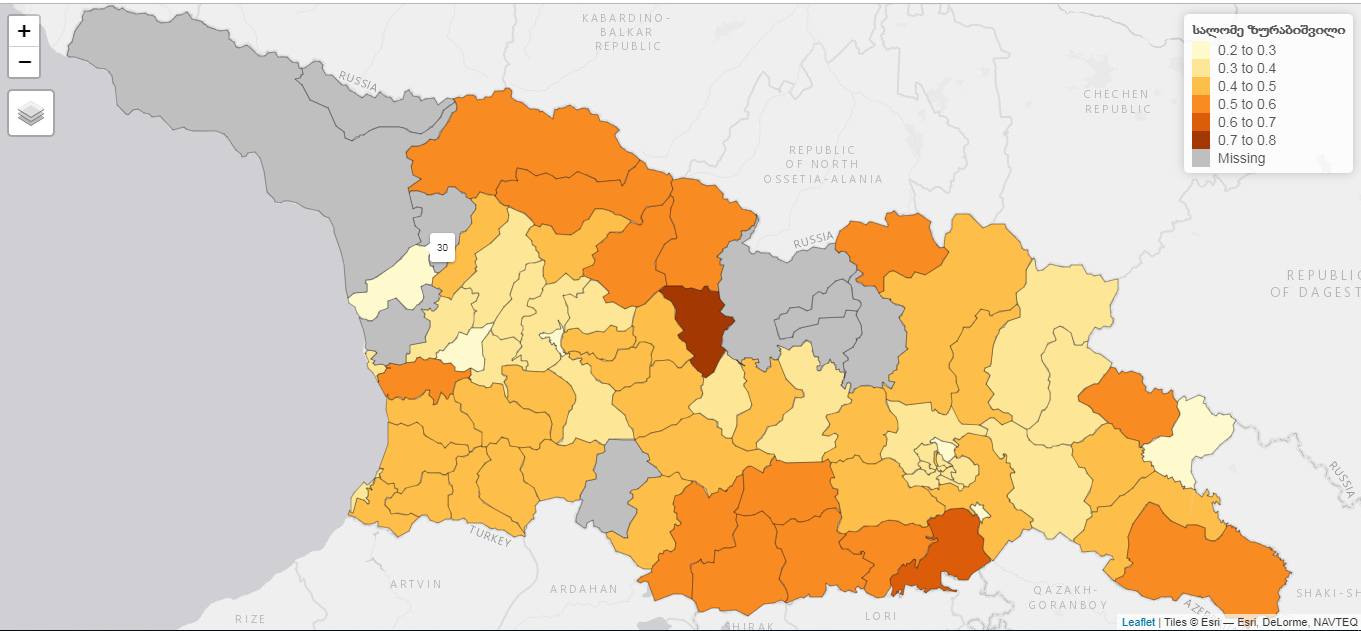 +
−
KABARDINO-
BALKAR
REPUBLIC
RUSSIA
CHECHEN
REPUBLIC
REPUBLIC
OF NORTH
OSSETIA-ALANIA
RUSSIA
სალომე ზურაბიშვილი
0.2 to 0.3
0.3 to 0.4
0.4 to 0.5
0.5 to 0.6
0.6 to 0.7
0.7 to 0.8
Missing
30
REPUBLIC
OF DAGEST
RUSSIA
TURKEY
ARTVIN
ARDAHAN
RIZE
HIRAK
LORI
QAZAKH-
GORANBOY
AZE
SHAKI-SH
Leaflet | Tiles © Esri — Esri, DeLorme, NAVTEQ